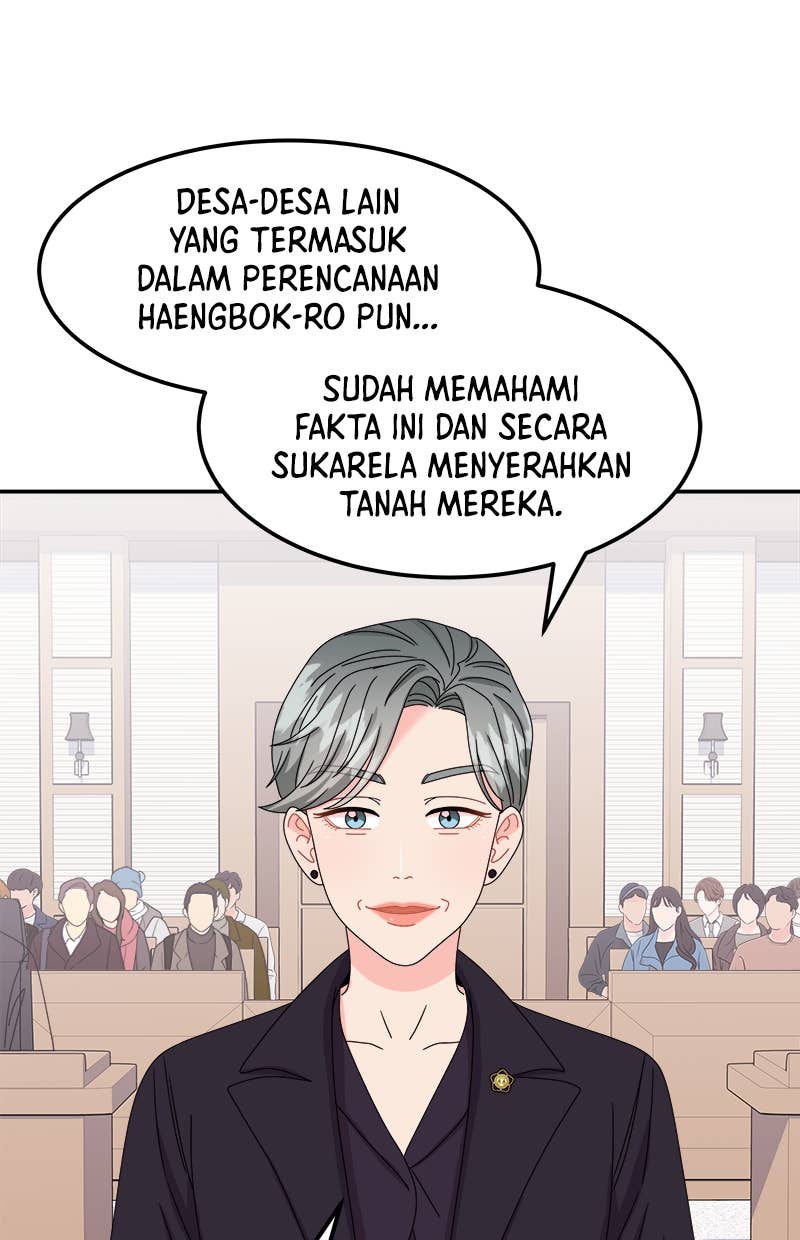 DESA-DESA LAIN
YANG TERMASUK
DALAM PERENCANAAN
HAENGBOK-RO PUN...
SUDAH MEMAHAMI
FAKTA INI DAN SECARA
SUKARELA MENYERAHKAN
TANAH MEREKA.